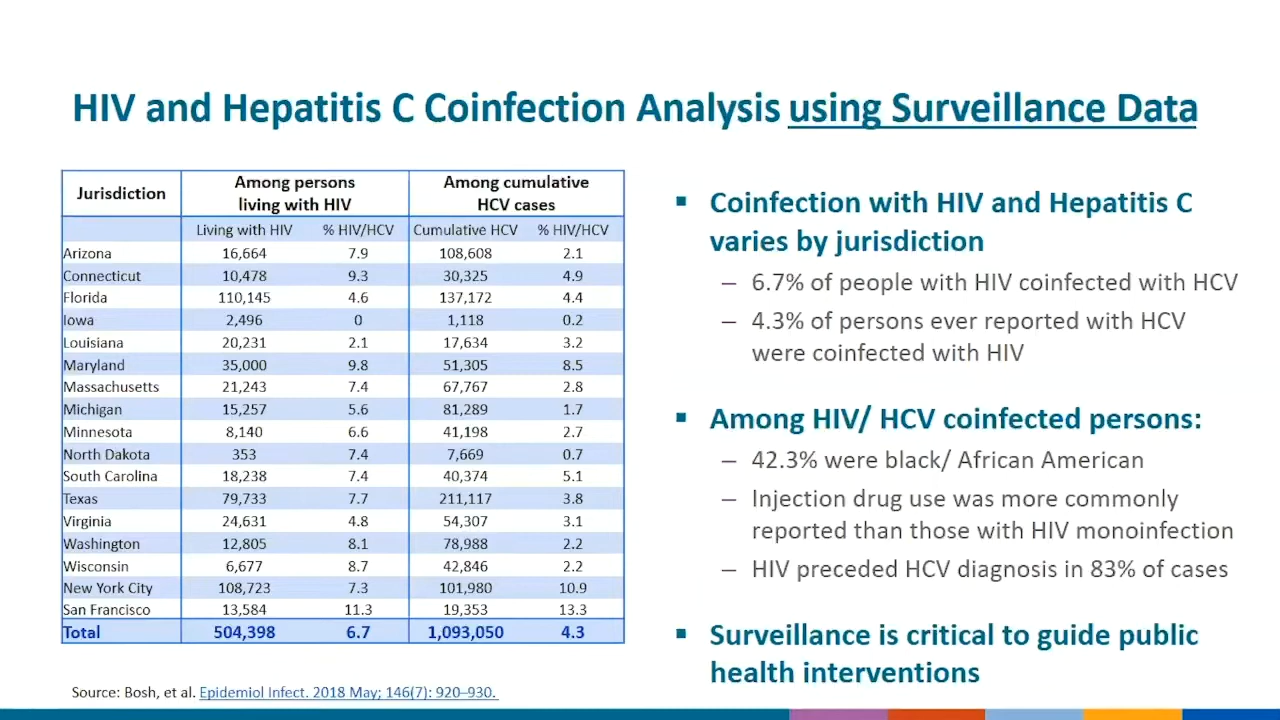 HIV and Hepatitis C Coinfection Analysis using Surveillance Data
Jurisdiction
Among persons
living with HIV
Among cumulative
HCV cases
Living with HIV % HIV/HCV Cumulative HCV % HIV/HCV
Arizona 16,664 7.9 108,608 2.1
Connecticut 10,478 9.3 30,325 4.9
Florida 110,145 4.6 137,172 4.4
Iowa 2,496 0 1,118 0.2
Louisiana 20,231 2.1 17,634 3.2
Maryland 35,000 9.8 51,305 8.5
Massachusetts 21,243 7.4 67,767 2.8
Michigan 15,257 5.6 81,289 1.7
Minnesota 8,140 6.6 41,198 2.7
North Dakota 353 7.4 7,669 0.7
South Carolina 18,238 7.4 40,374 5.1
Texas 79,733 7.7 211,117 3.8
Virginia 24,631 4.8 54,307 3.1
Washington 12,805 8.1 78,988 2.2
Wisconsin 6,677 8.7 42,846 2.2
New York City 108,723 7.3 101,980 10.9
San Francisco 13,584 11.3 19,353 13.3
Total 504,398 6.7 1,093,050 4.3
Source: Bosh, et al. Epidemiol Infect. 2018 May; 146(7): 920–930.
▪ Coinfection with HIV and Hepatitis C
varies by jurisdiction
– 6.7% of people with HIV coinfected with HCV
– 4.3% of persons ever reported with HCV
were coinfected with HIV
▪ Among HIV/ HCV coinfected persons:
– 42.3% were black/ African American
– Injection drug use was more commonly
reported than those with HIV monoinfection
– HIV preceded HCV diagnosis in 83% of cases
▪ Surveillance is critical to guide public
health interventions